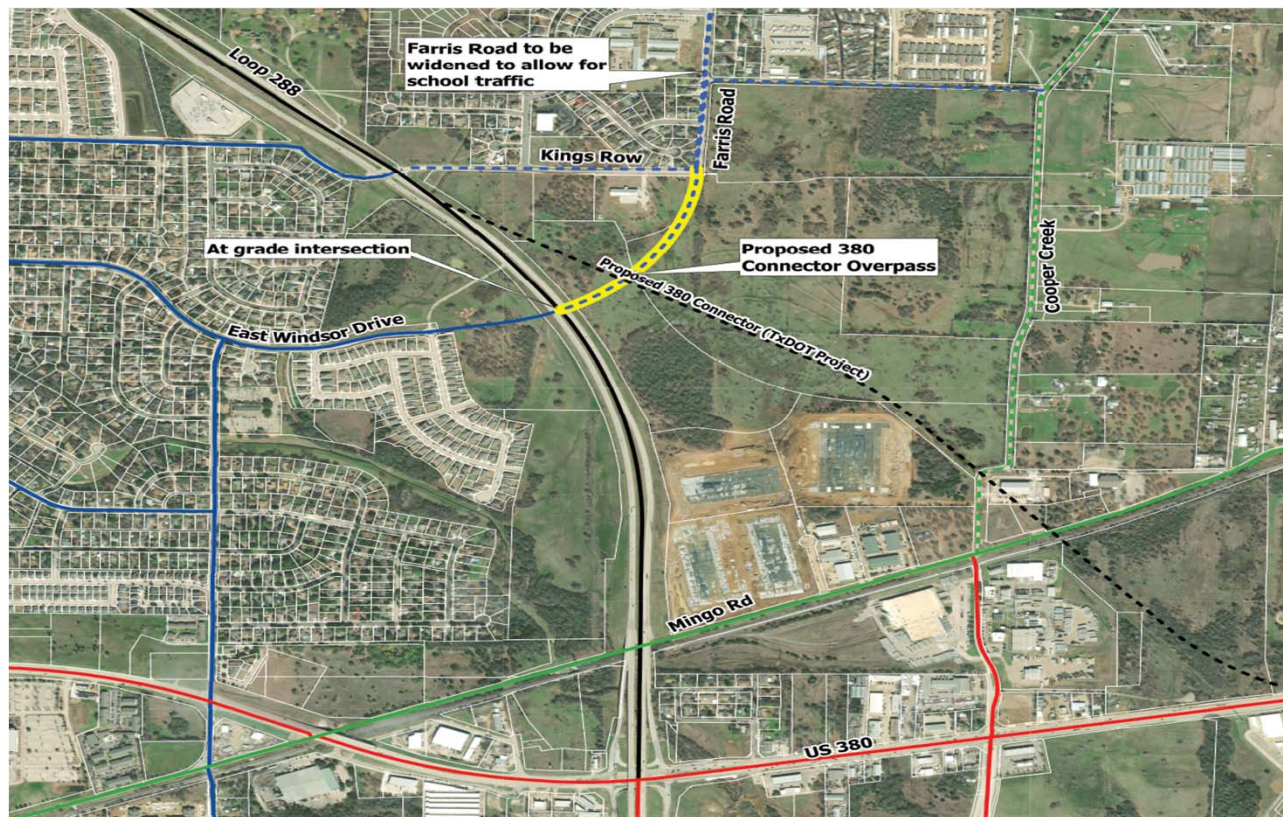 Loop 288
Farris Road to be
widened to allow for
school traffic
Farris Road
Kings Row
At grade intersection
Proposed 380
Connector Overpass
Proposed 380 Connector (TxDOT Project)
Cooper Creek
East Windsor Drive
Mingo Rd
US 380